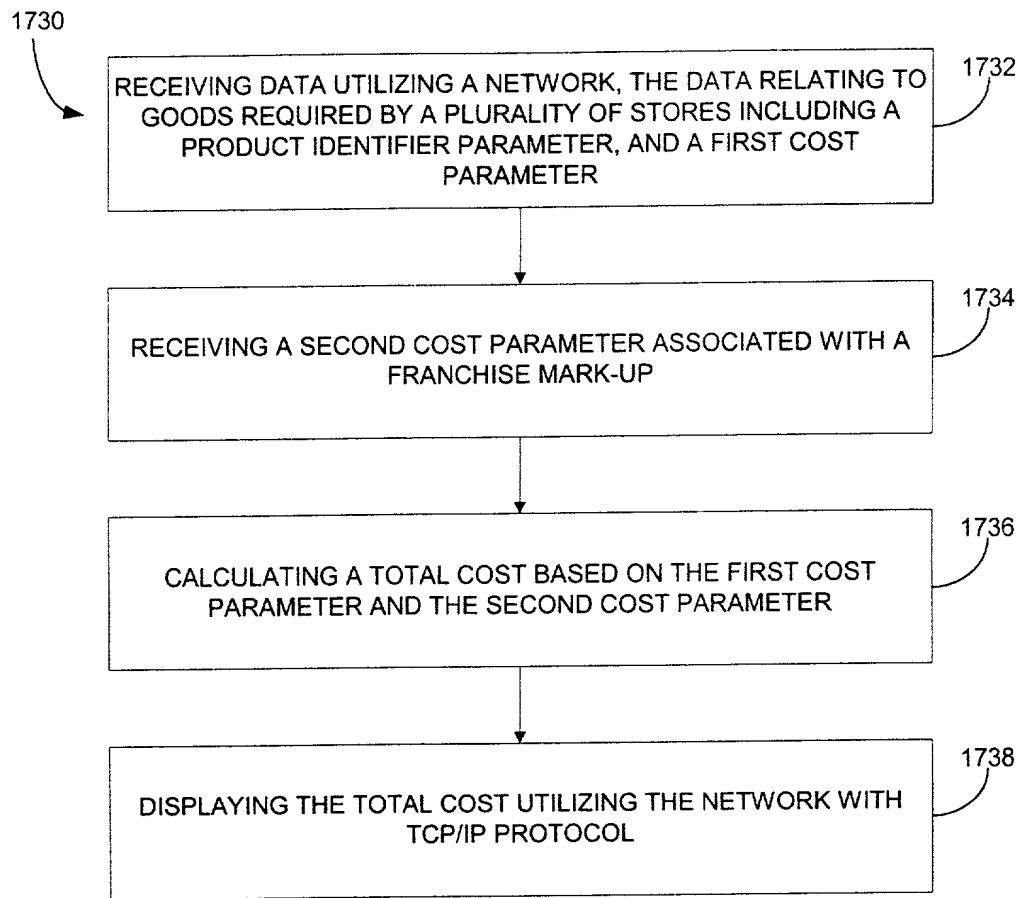 1730
RECEIVING DATA UTILIZING A NETWORK, THE DATA RELATING TO
GOODS REQUIRED BY A PLURALITY OF STORES INCLUDING A
PRODUCT IDENTIFIER PARAMETER, AND A FIRST COST
PARAMETER
1732
RECEIVING A SECOND COST PARAMETER ASSOCIATED WITH A
FRANCHISE MARK-UP
1734
CALCULATING A TOTAL COST BASED ON THE FIRST COST
PARAMETER AND THE SECOND COST PARAMETER
1736
DISPLAYING THE TOTAL COST UTILIZING THE NETWORK WITH
TCP/IP PROTOCOL
1738